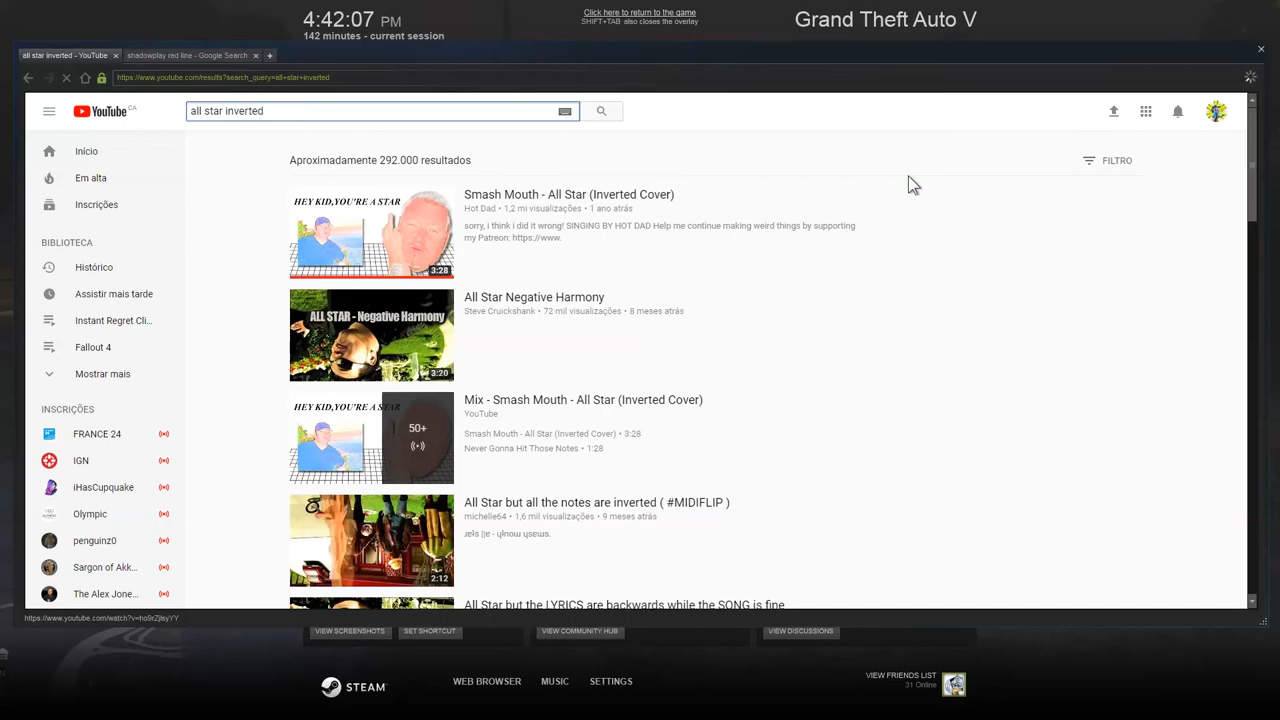 4:42:07 PM
142 minutes - current session
Click here to return to the game
SHIFT+TAB also closes the overlay
Grand Theft Auto V
all star inverted - YouTube
shadowplay red line - Google Search
https://www.youtube.com/results?search_query=all+star+inverted
YouTube CA
all star inverted
Início
Em alta
Inscrições
BIBLIOTECA
Histórico
Assistir mais tarde
Instant Regret Cli...
Fallout 4
Mostrar mais
INSCRIÇÕES
FRANCE 24
IGN
iHasCupquake
Olympic
penguinz0
Sargon of Akk...
The Alex Jone...
Aproximadamente 292.000 resultados
FILTRO
HEY KID,YOU'RE A STAR
3:28
Smash Mouth - All Star (Inverted Cover)
Hot Dad • 1,2 mi visualizações • 1 ano atrás
sorry, i think i did it wrong! SINGING BY HOT DAD Help me continue making weird things by supporting
my Patreon: https://www.
ALL STAR - Negative Harmony
3:20
All Star Negative Harmony
Steve Cruickshank • 72 mil visualizações • 8 meses atrás
HEY KID,YOU'RE A STAR
50+
Mix - Smash Mouth - All Star (Inverted Cover)
YouTube
Smash Mouth - All Star (Inverted Cover) • 3:28
Never Gonna Hit Those Notes • 1:28
2:12
All Star but all the notes are inverted ( #MIDIFLIP )
michelle64 • 1,6 mil visualizações • 9 meses atrás
All Star but the LYRICS are backwards while the SONG is fine
VIEW SCREENSHOTS
SET SHORTCUT
VIEW COMMUNITY HUB
VIEW DISCUSSIONS
STEAM
WEB BROWSER
MUSIC
SETTINGS
VIEW FRIENDS LIST
31 Online